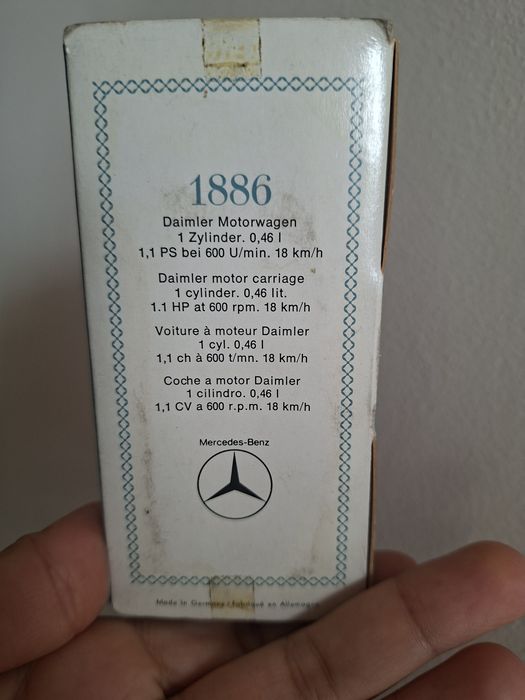 1886
Daimler Motorwagen
1 Zylinder. 0,46 l
1,1 PS bei 600 U/min. 18 km/h
Daimler motor carriage
1 cylinder. 0,46 lit.
1.1 HP at 600 rpm. 18 km/h
Voiture à moteur Daimler
1 cyl. 0,46 l
1,1 ch à 600 t/mn. 18 km/h
Coche a motor Daimler
1 cilindro. 0,46 l
1,1 CV a 600 r.p.m. 18 km/h
Mercedes-Benz
Made in Germany/Fabriqué en Allemagne